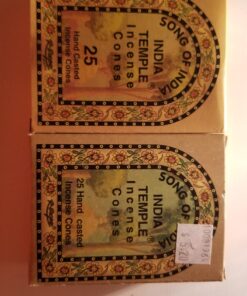 SONG OF INDIA
INDIA
TEMPLE
Incense
Cones
25
Hand Casted
Incense Cones
SONG OF INDIA
INDIA
TEMPLE
Incense
Cones
25 Hand casted
Incense Cones